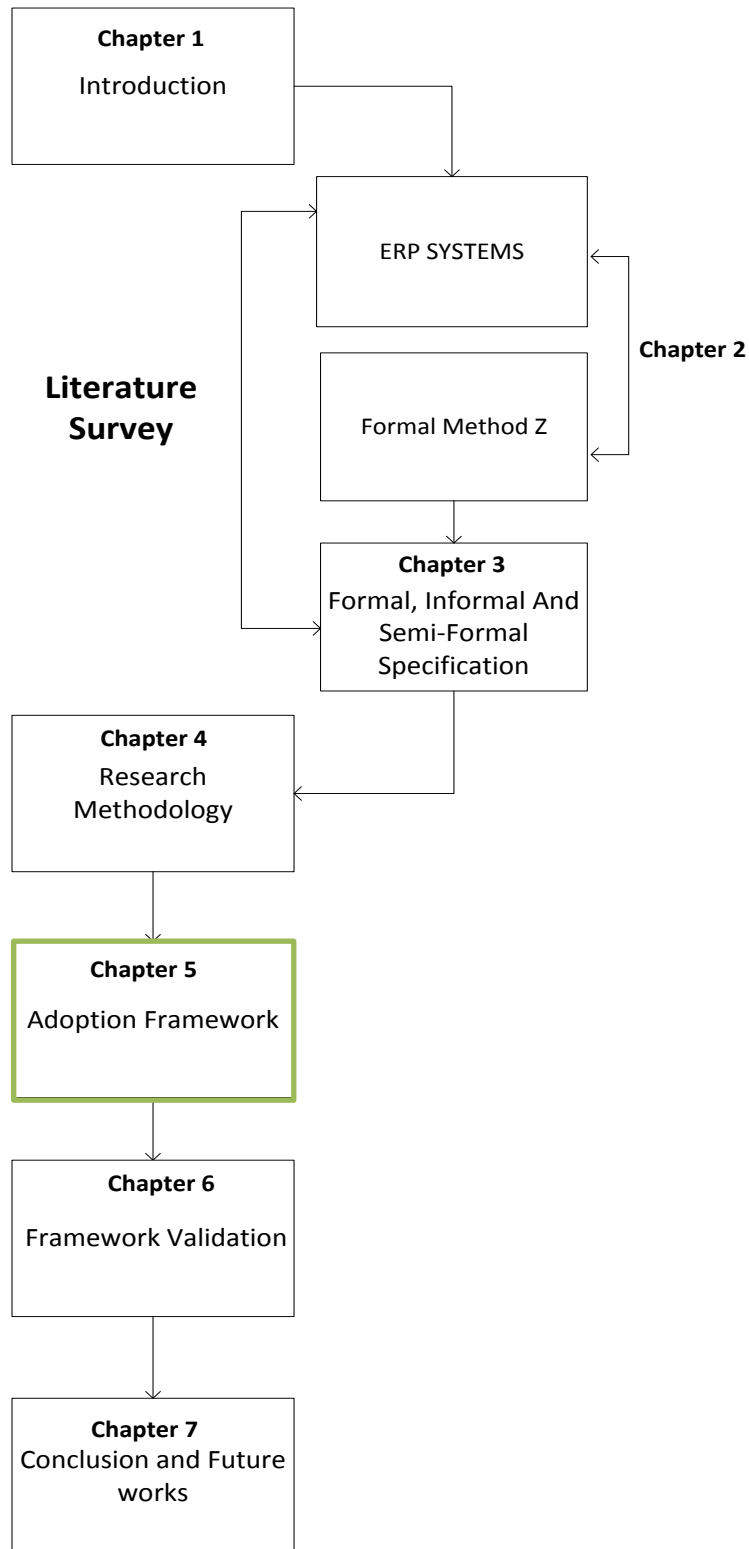 Chapter 1
Introduction
ERP SYSTEMS
Chapter 2
Literature
Survey
Formal Method Z
Chapter 3
Formal, Informal And
Semi-Formal
Specification
Chapter 4
Research
Methodology
Chapter 5
Adoption Framework
Chapter 6
Framework Validation
Chapter 7
Conclusion and Future
works